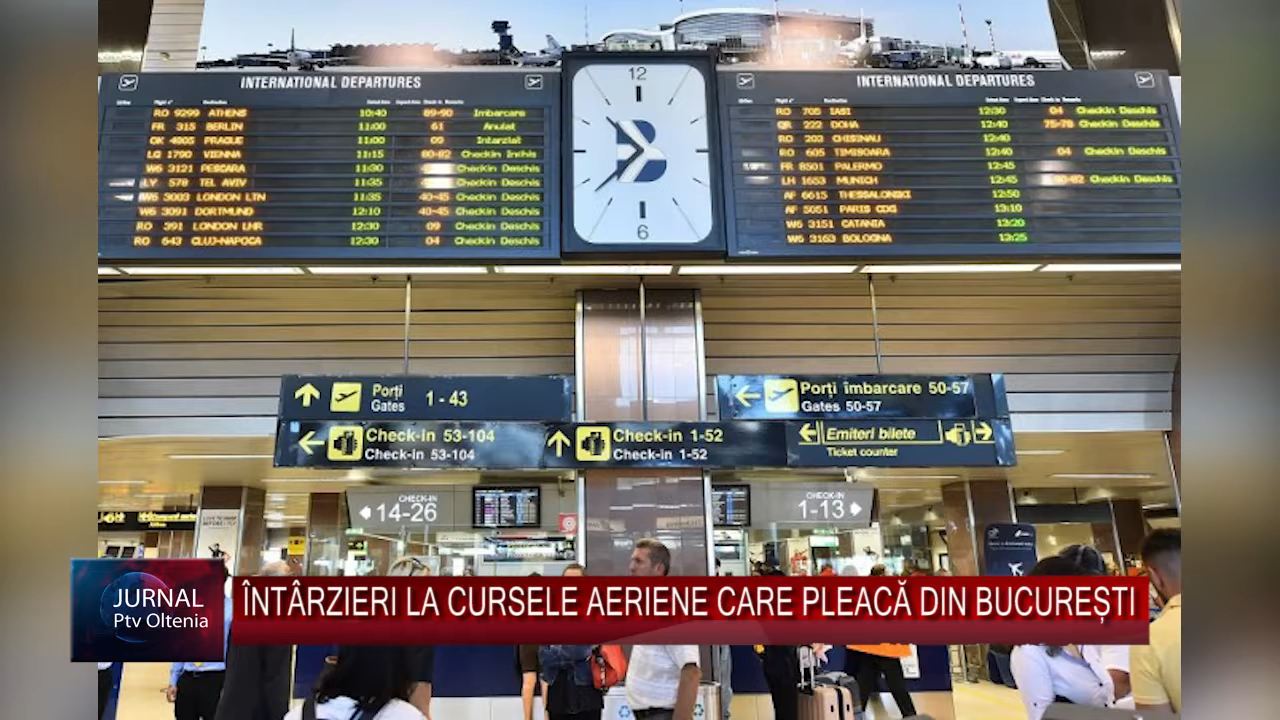 INTERNATIONAL DEPARTURES
RO 9299 ATHENS 10:40 89-90 Imbarcare
FR 315 BERLIN 11:00 61 Anulat
OK 4905 PRAGUE 11:00 09 Intarziat
LG 1790 VIENNA 11:15 80-82 CheckIn Inchis
W6 3121 PESCARA 11:30 CheckIn Deschis
LY 578 TEL AVIV 11:35 CheckIn Deschis
W6 3003 LONDON LTN 11:35 40-45 CheckIn Deschis
W6 3091 DORTMUND 12:10 40-45 CheckIn Deschis
RO 391 LONDON LHR 12:30 09 CheckIn Deschis
RO 643 CLUJ-NAPOCA 12:30 04 CheckIn Deschis
12
6
INTERNATIONAL DEPARTURES
RO 705 IASI 12:30 04 CheckIn Deschis
QR 222 DOHA 12:40 75-78 CheckIn Deschis
RO 203 CHISINAU 12:40
RO 605 TIMISOARA 12:40 04 CheckIn Deschis
FR 8501 PALERMO 12:45
LH 1653 MUNICH 12:45 80-82 CheckIn Deschis
AF 6615 THESSALONIKI 12:50
AF 5051 PARIS CDG 13:10
W6 3151 CATANIA 13:20
W6 3163 BOLOGNA 13:25
Porți
Gates
1 - 43
Porți îmbarcare 50-57
Gates 50-57
Check-in 53-104
Check-in 53-104
Check-in 1-52
Check-in 1-52
Emiteri bilete
Ticket counter
CHECK-IN
14-26
CHECK-IN
1-13
JURNAL
Ptv Oltenia
ÎNTÂRZIERI LA CURSELE AERIENE CARE PLEACĂ DIN BUCUREȘTI